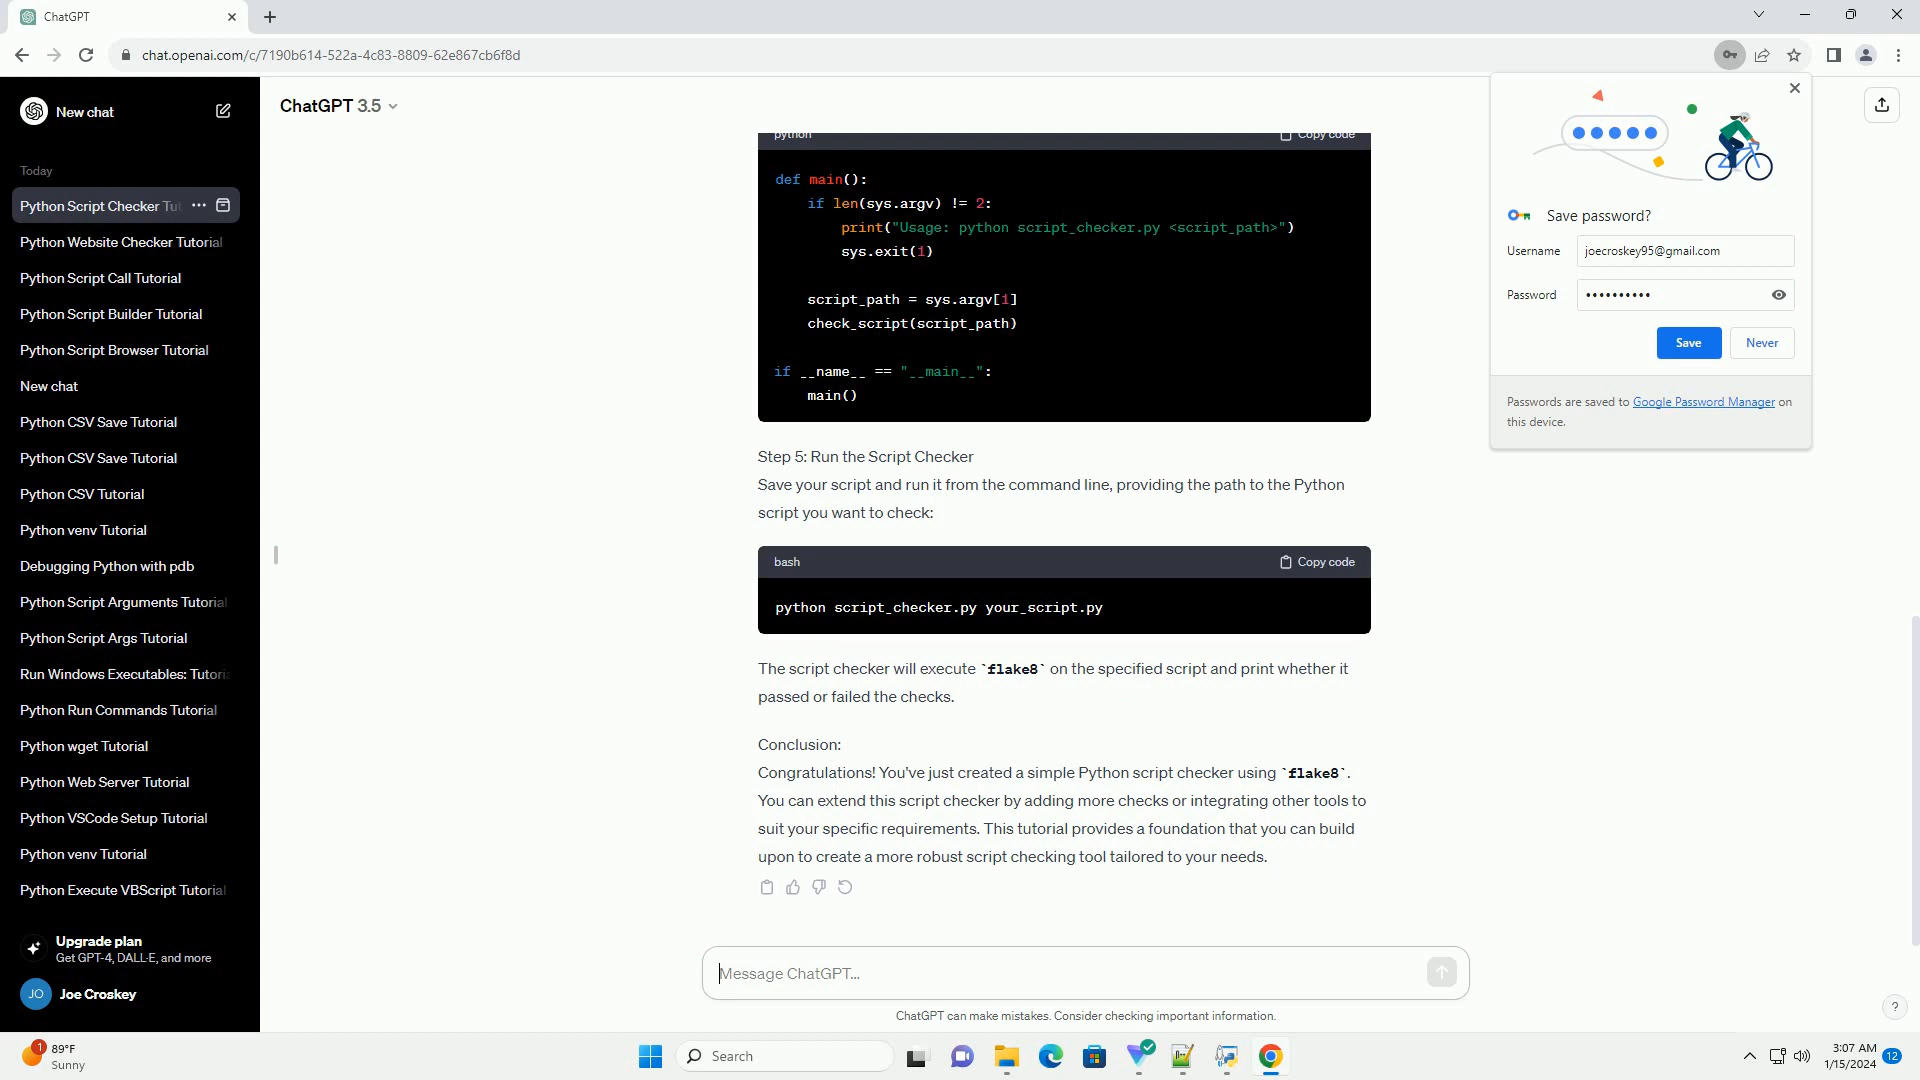 ChatGPT
chat.openai.com/c/7190b614-522a-4c83-8809-62e867cb6f8d
New chat
Today
Python Script Checker Tut
Python Website Checker Tutorial
Python Script Call Tutorial
Python Script Builder Tutorial
Python Script Browser Tutorial
New chat
Python CSV Save Tutorial
Python CSV Save Tutorial
Python CSV Tutorial
Python venv Tutorial
Debugging Python with pdb
Python Script Arguments Tutorial
Python Script Args Tutorial
Run Windows Executables: Tutoria
Python Run Commands Tutorial
Python wget Tutorial
Python Web Server Tutorial
Python VSCode Setup Tutorial
Python venv Tutorial
Python Execute VBScript Tutorial
Upgrade plan
Get GPT-4, DALL·E, and more
JO Joe Croskey
ChatGPT 3.5
python Copy code
def main():
if len(sys.argv) != 2:
print("Usage: python script_checker.py <script_path>")
sys.exit(1)
script_path = sys.argv[1]
check_script(script_path)
if __name__ == "__main__":
main()
Step 5: Run the Script Checker
Save your script and run it from the command line, providing the path to the Python
script you want to check:
bash Copy code
python script_checker.py your_script.py
The script checker will execute `flake8` on the specified script and print whether it
passed or failed the checks.
Conclusion:
Congratulations! You've just created a simple Python script checker using `flake8`.
You can extend this script checker by adding more checks or integrating other tools to
suit your specific requirements. This tutorial provides a foundation that you can build
upon to create a more robust script checking tool tailored to your needs.
Message ChatGPT...
ChatGPT can make mistakes. Consider checking important information.
?
Save password?
Username joecroskey95@gmail.com
Password ••••••••••
Save Never
Passwords are saved to Google Password Manager on
this device.
1
89°F
Sunny
Search
3:07 AM
1/15/2024
12